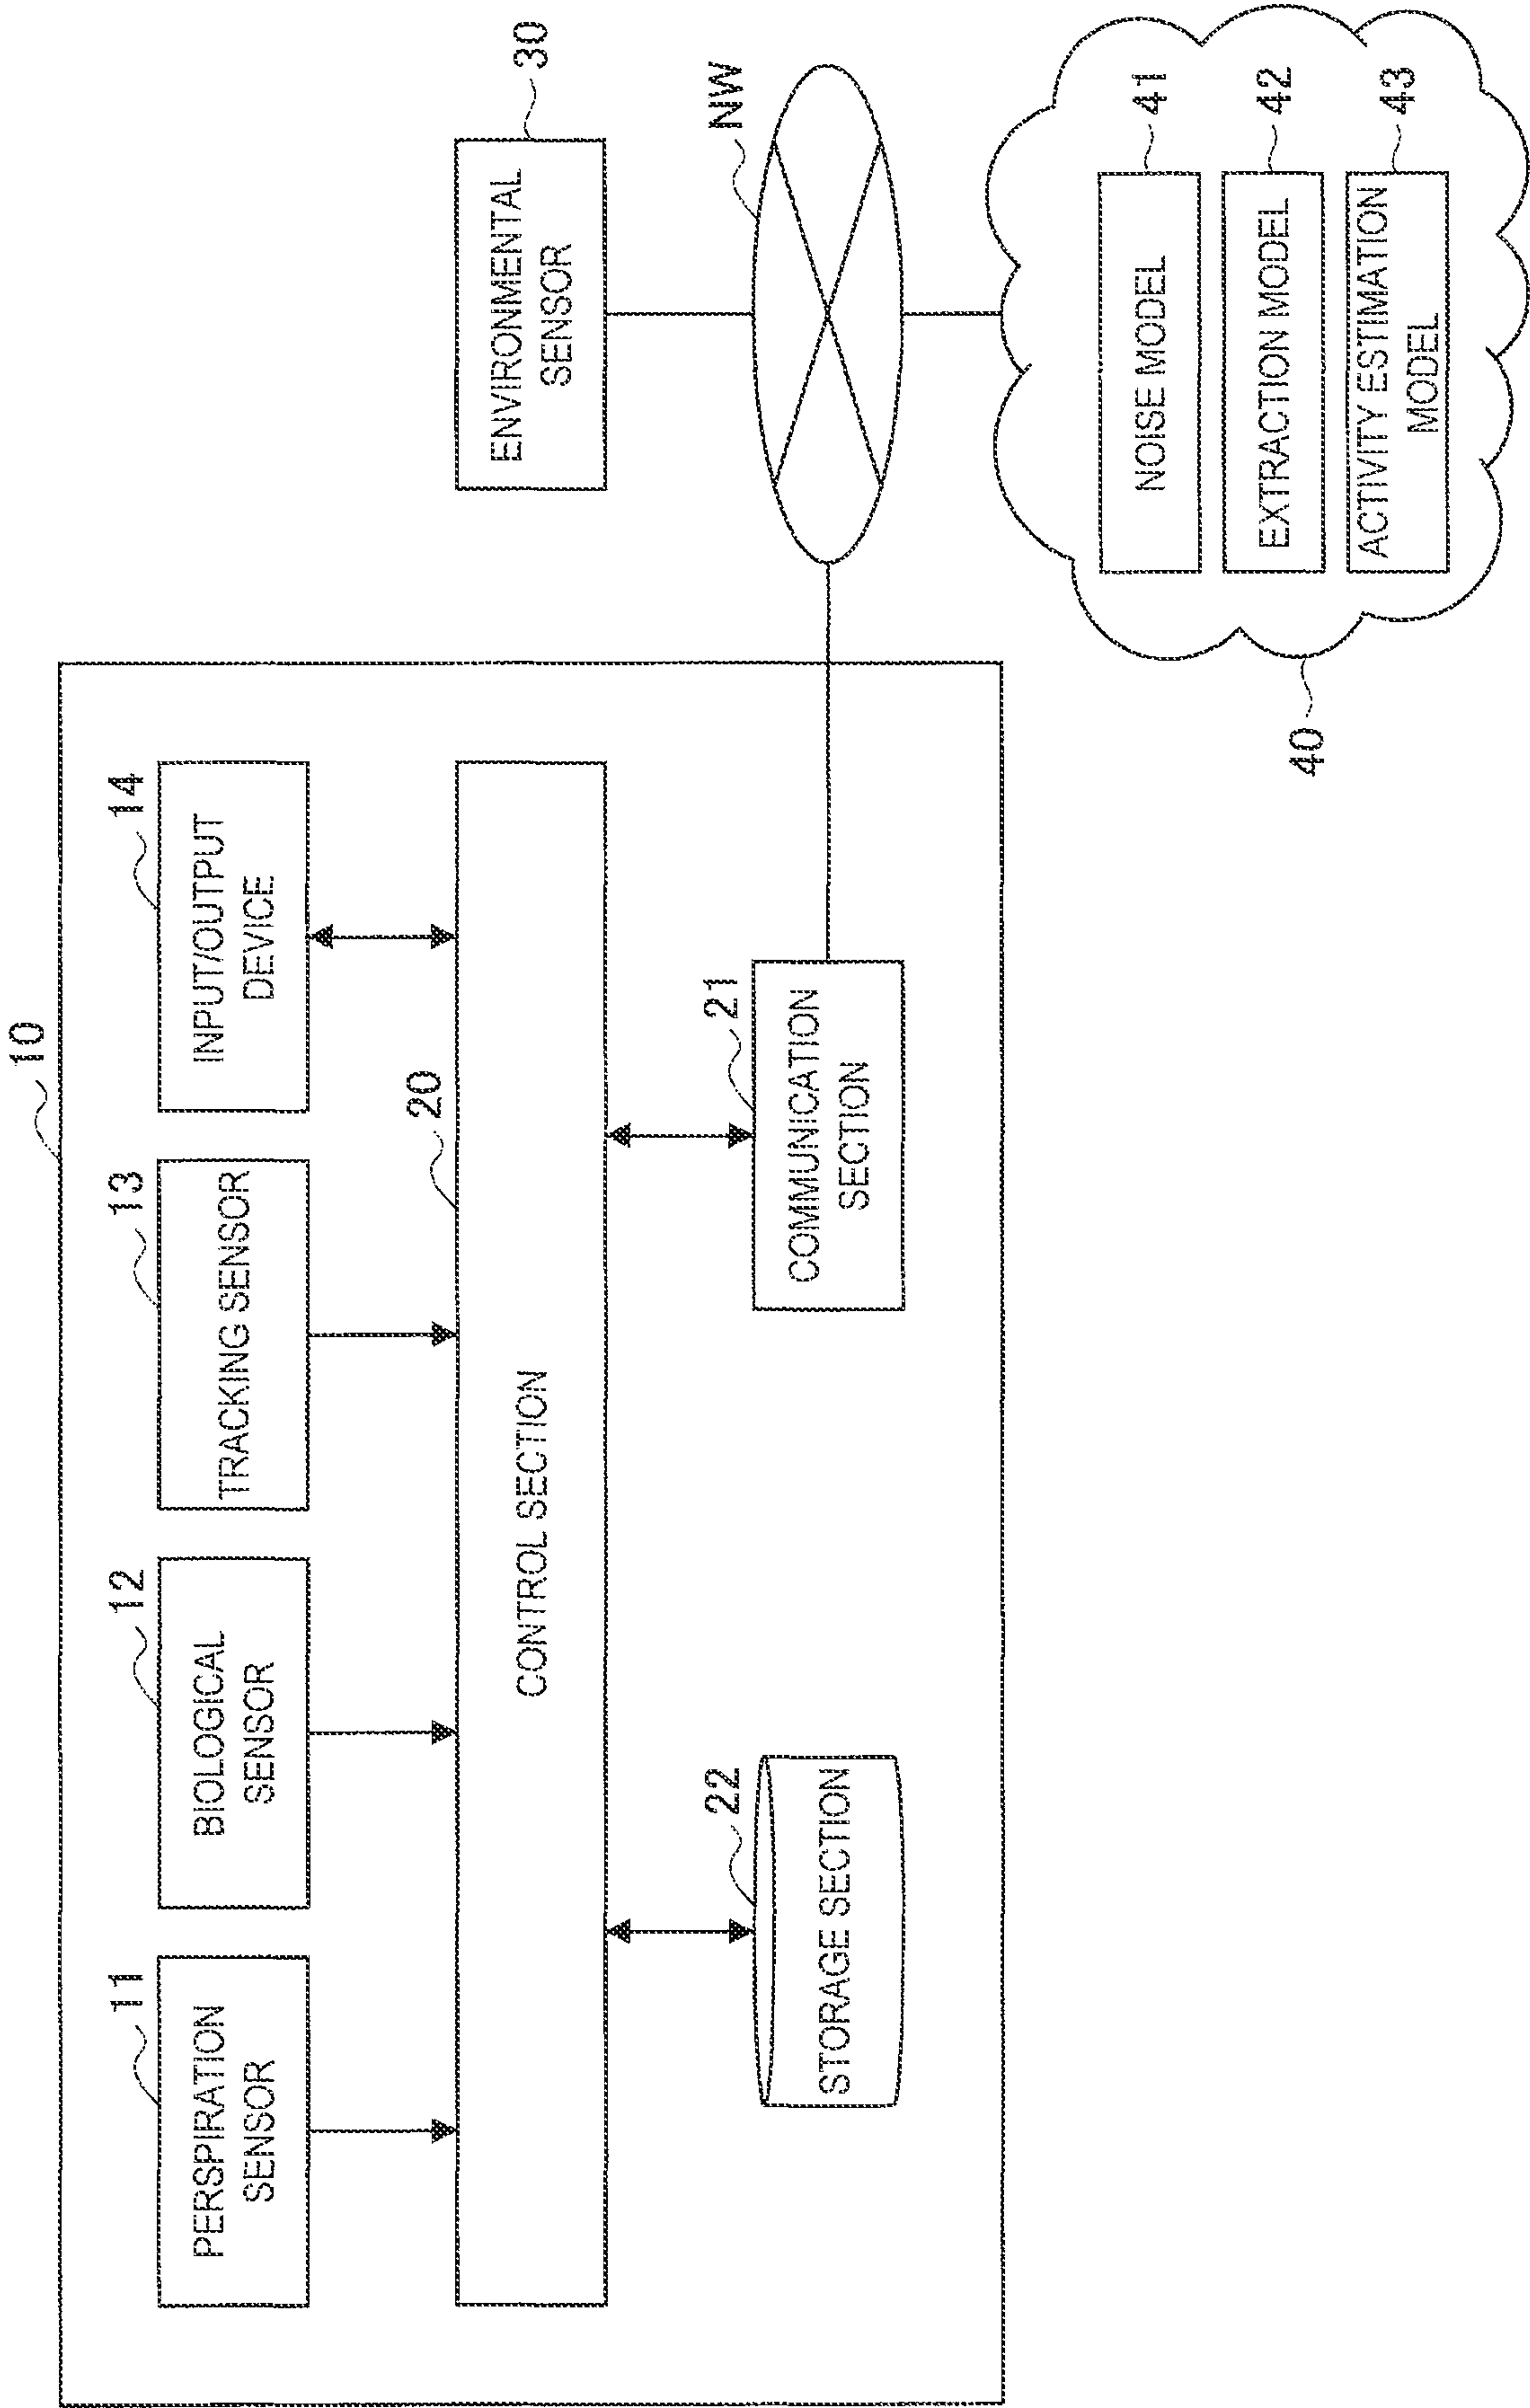 10
11
PERSPIRATION
SENSOR
12
BIOLOGICAL
SENSOR
13
TRACKING SENSOR
14
INPUT/OUTPUT
DEVICE
20
CONTROL SECTION
22
STORAGE SECTION
21
COMMUNICATION
SECTION
30
ENVIRONMENTAL
SENSOR
NW
40
NOISE MODEL
41
EXTRACTION MODEL
42
ACTIVITY ESTIMATION
MODEL
43